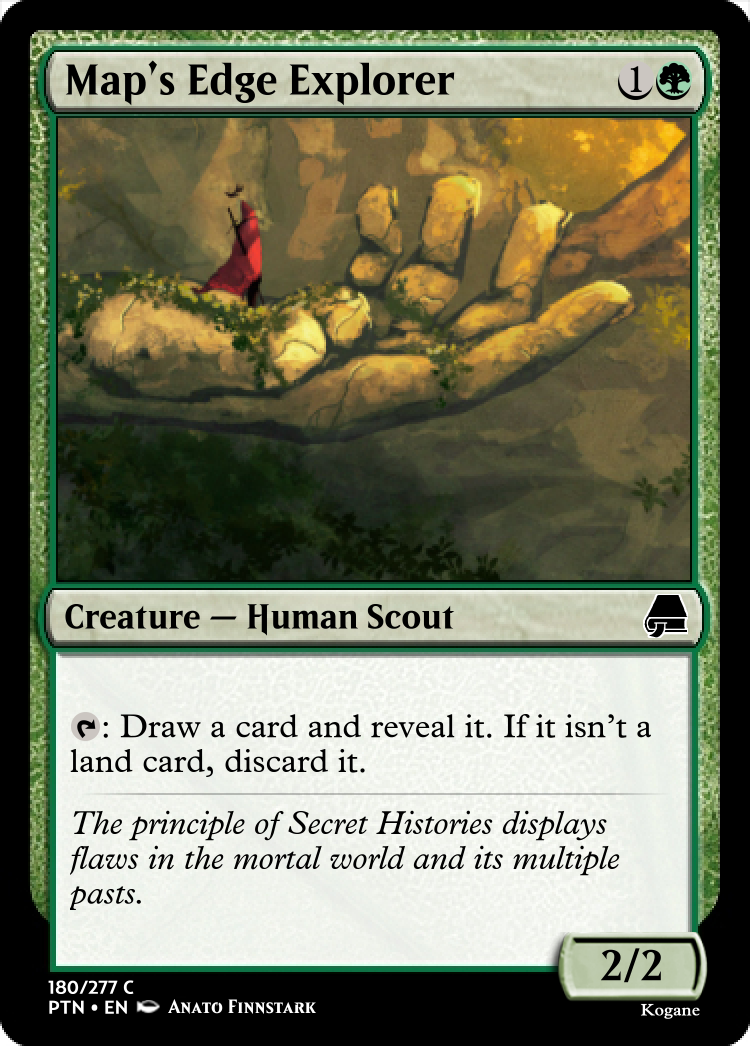 Map's Edge Explorer 1
Creature — Human Scout
: Draw a card and reveal it. If it isn't a
land card, discard it.
The principle of Secret Histories displays
flaws in the mortal world and its multiple
pasts.
2/2
180/277 C
PTN • EN Anato Finnstark
Kogane